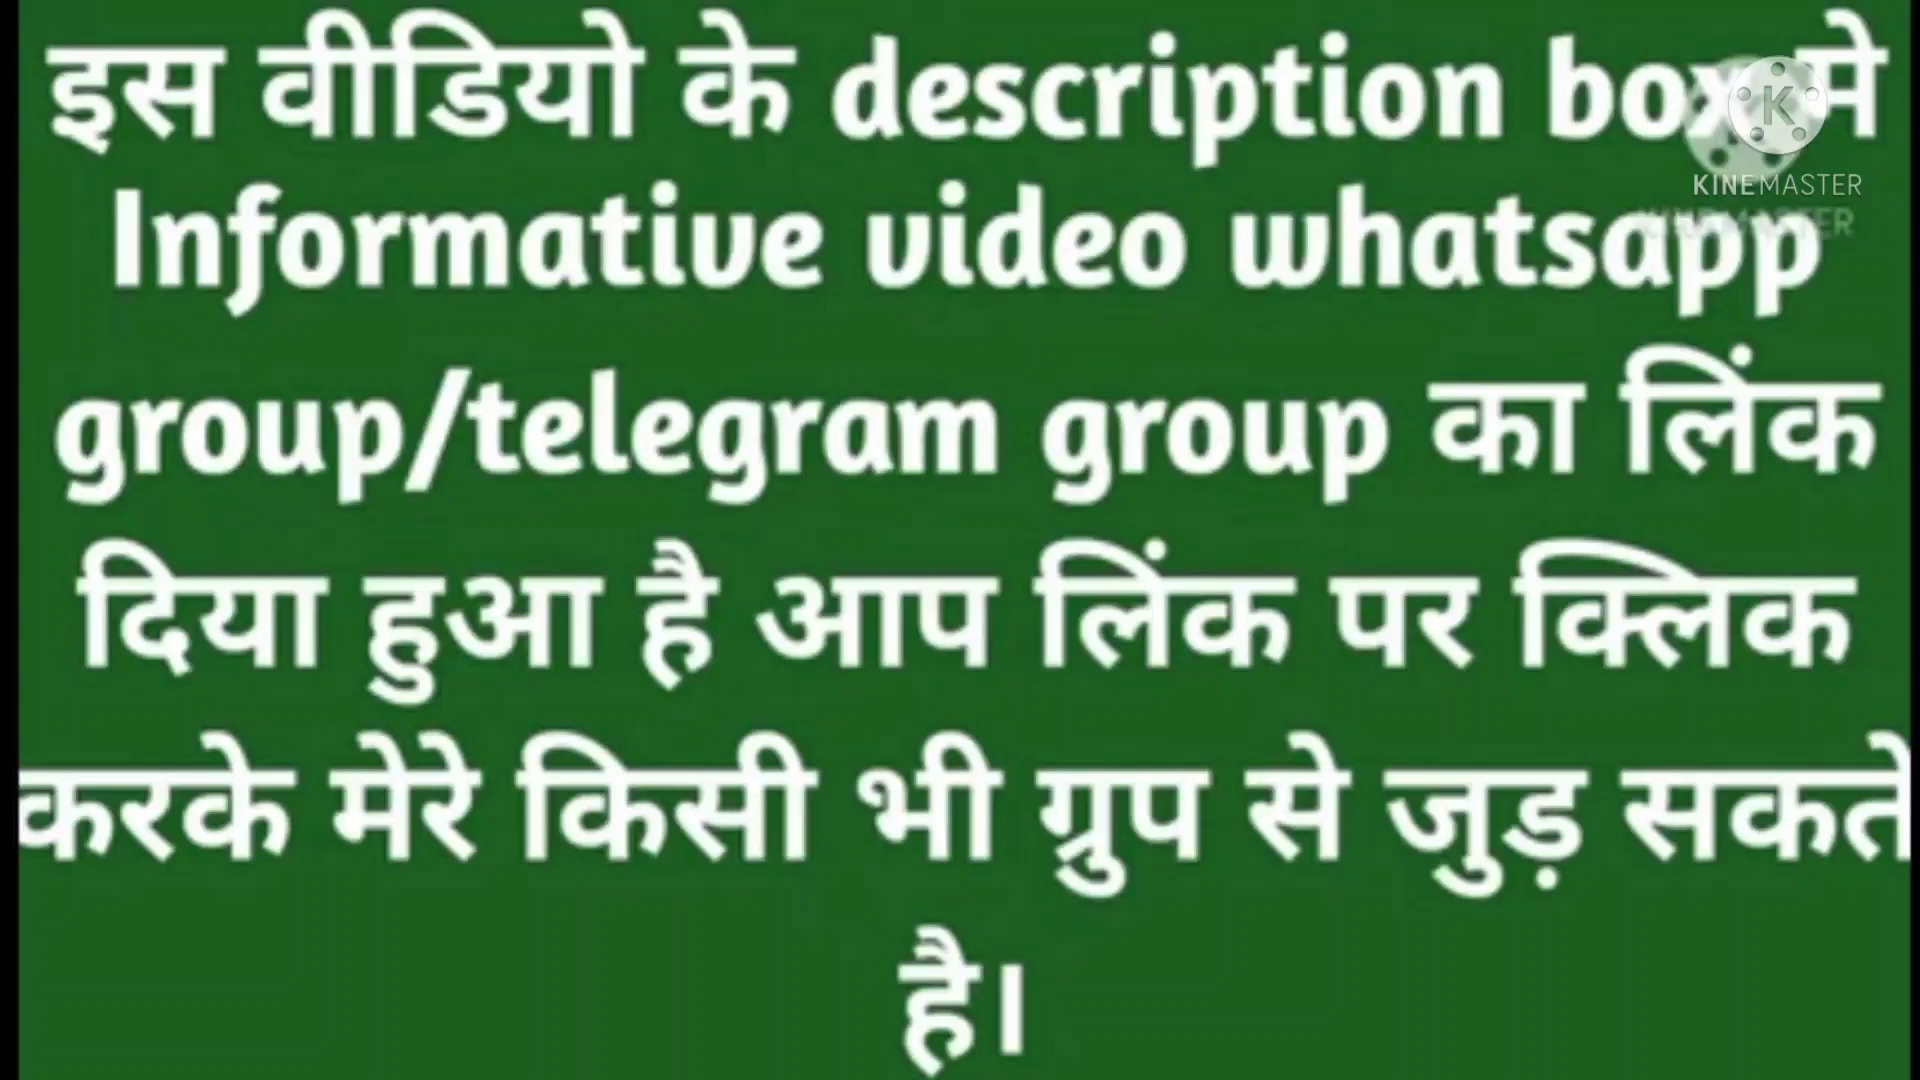 इस वीडियो के description box मे
KINEMASTER
Informative video whatsapp
group/telegram group का लिंक
दिया हुआ है आप लिंक पर क्लिक
करके मेरे किसी भी ग्रुप से जुड़ सकते
है।